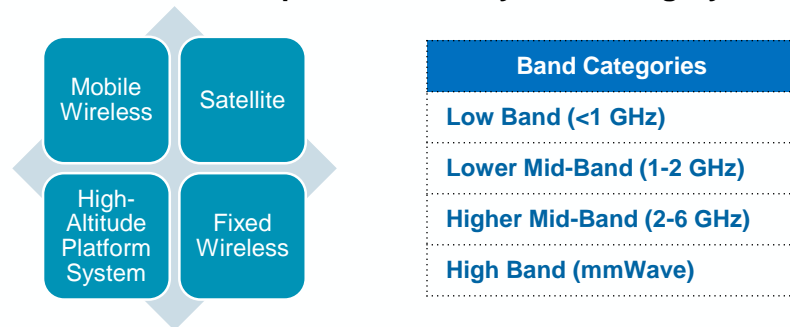 Mobile
Wireless
Satellite
High-
Altitude
Platform
System
Fixed
Wireless
Band Categories
Low Band (<1 GHz)
Lower Mid-Band (1-2 GHz)
Higher Mid-Band (2-6 GHz)
High Band (mmWave)